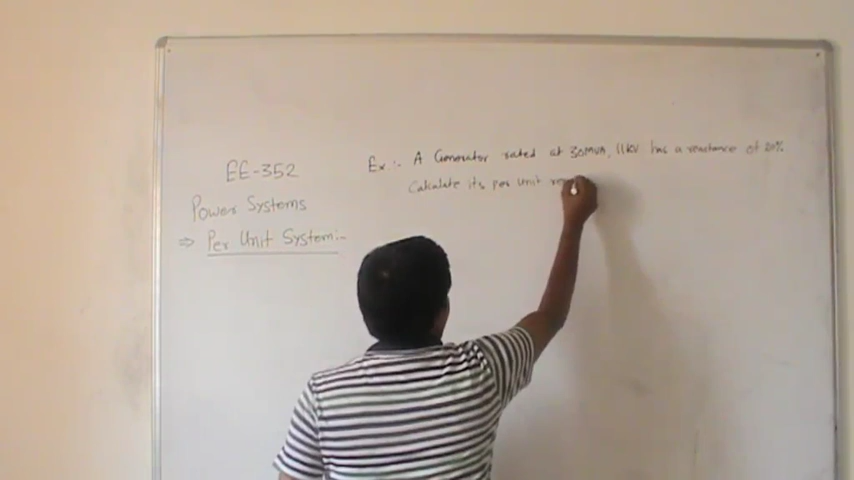 EE-352
Power Systems
⇒ Per Unit System:-
Ex:- A Generator rated at 30MVA, 11KV has a reactance of 20%
Calculate its per unit